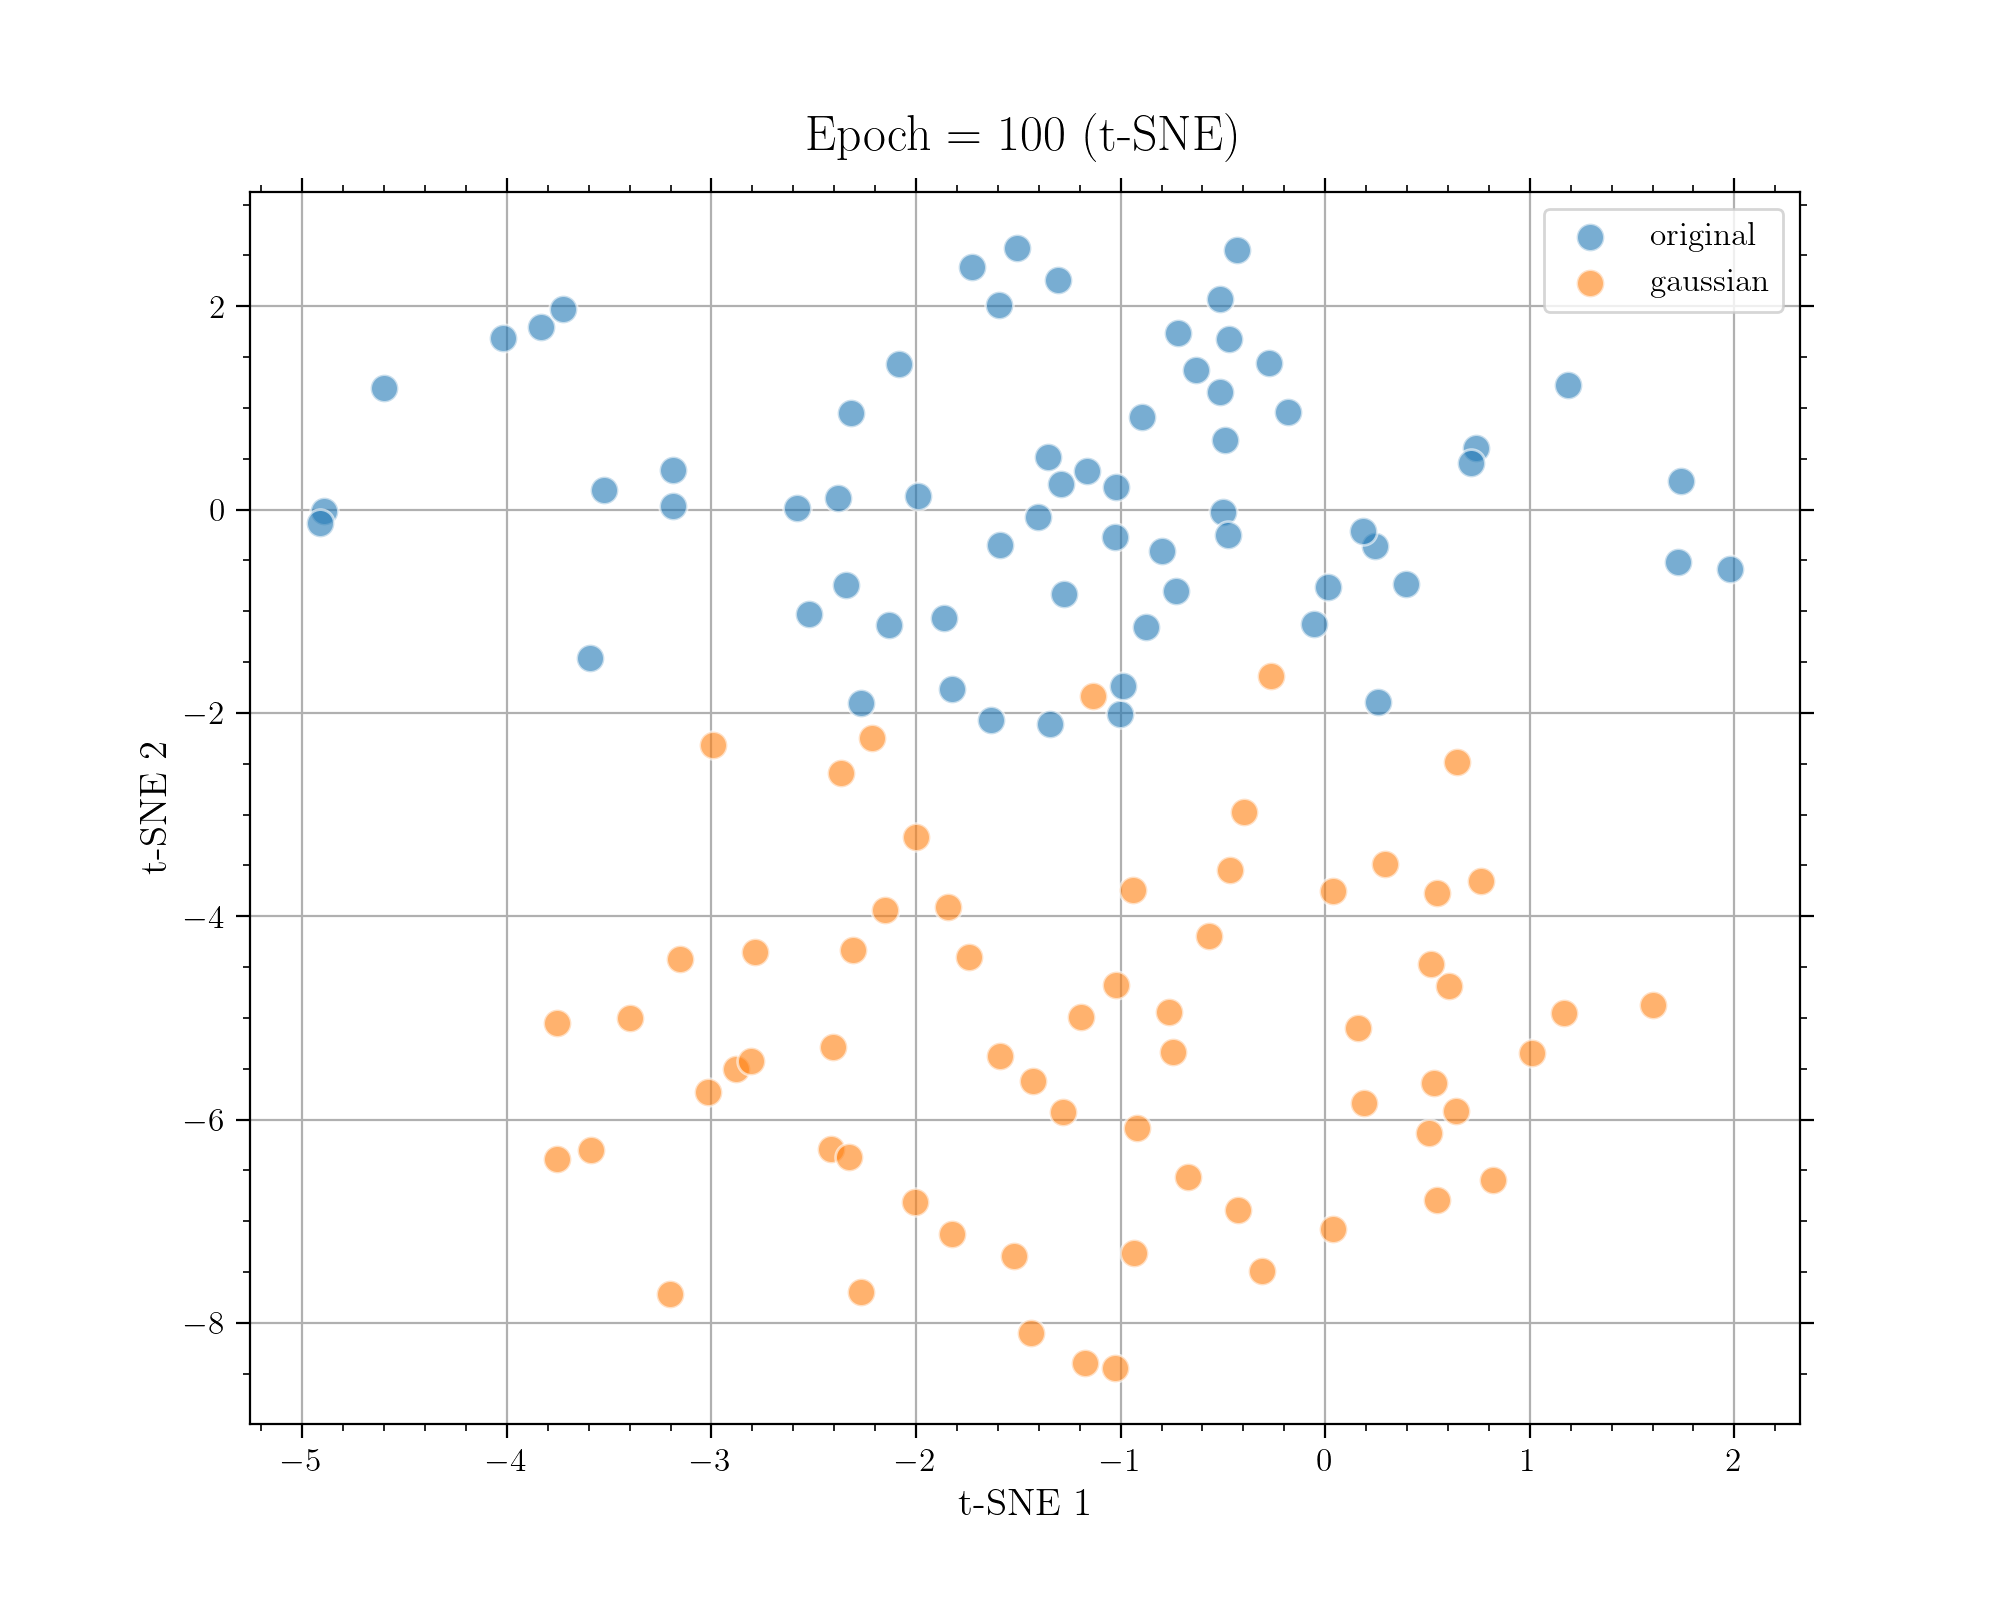 Epoch = 100 (t-SNE)
original
gaussian
2
0
−2
−4
−6
−8
t-SNE 2
−5 −4 −3 −2 −1 0 1 2
t-SNE 1